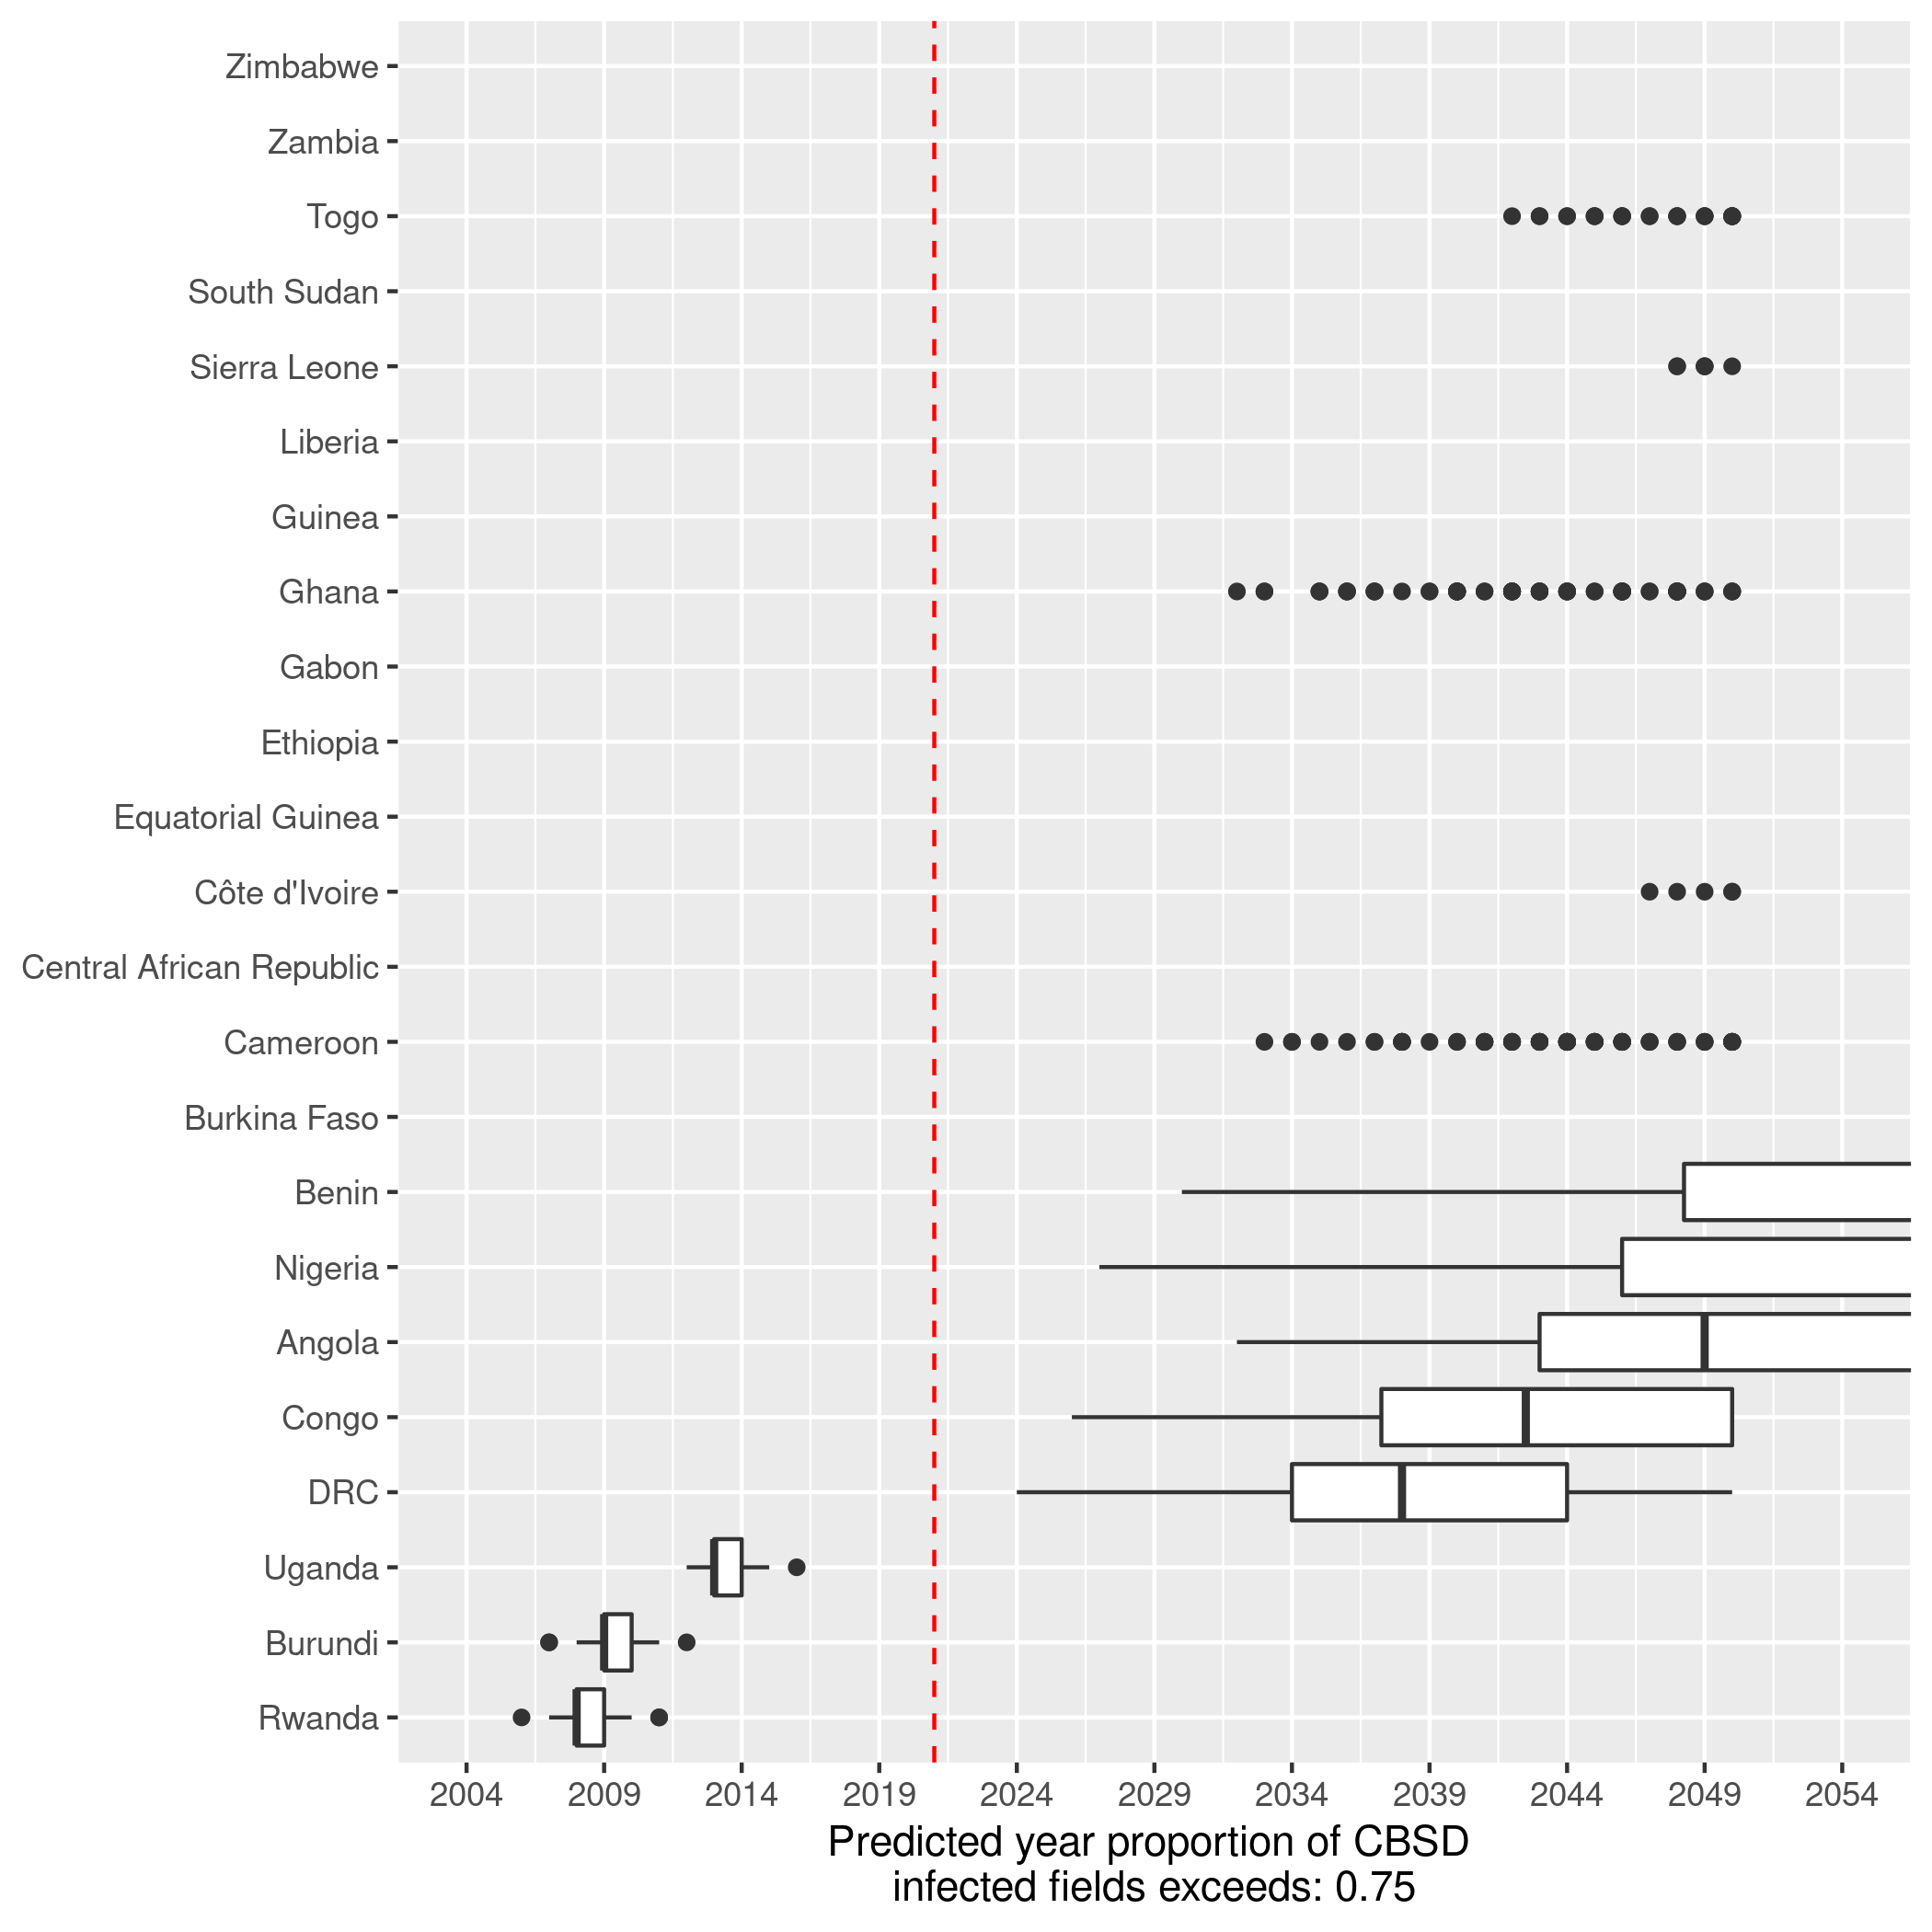 Zimbabwe
Zambia
Togo
South Sudan
Sierra Leone
Liberia
Guinea
Ghana
Gabon
Ethiopia
Equatorial Guinea
Côte d'Ivoire
Central African Republic
Cameroon
Burkina Faso
Benin
Nigeria
Angola
Congo
DRC
Uganda
Burundi
Rwanda
2004 2009 2014 2019 2024 2029 2034 2039 2044 2049 2054
Predicted year proportion of CBSD
infected fields exceeds: 0.75